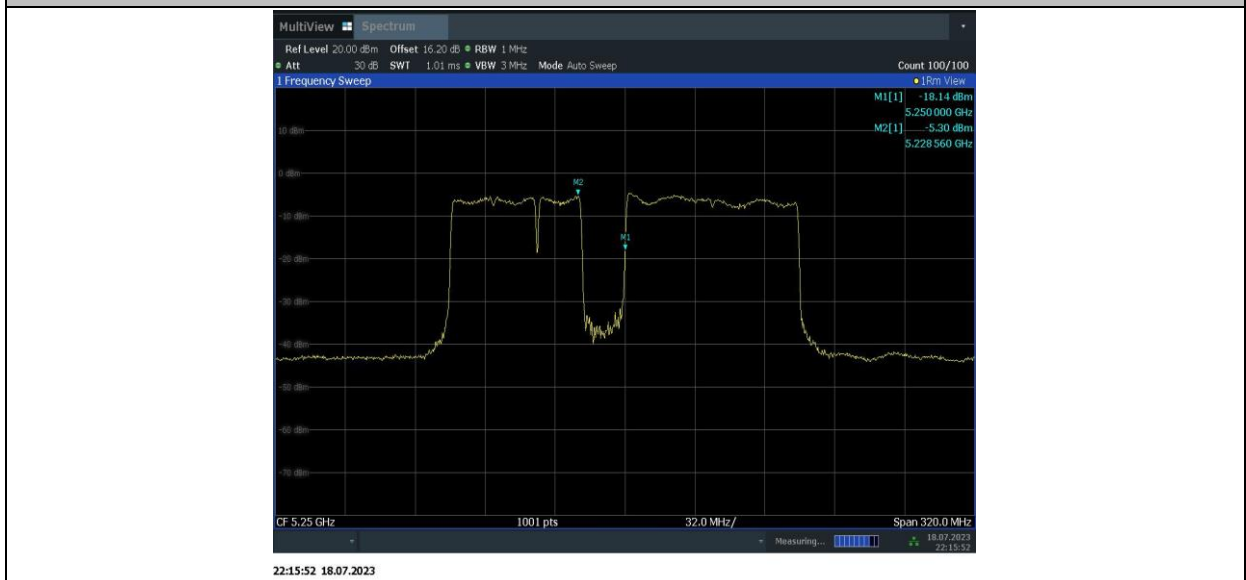 MultiView Spectrum
Ref Level 20.00 dBm Offset 16.20 dB RBW 1 MHz
Att 30 dB SWT 1.01 ms VBW 3 MHz Mode Auto Sweep Count 100/100
1 Frequency Sweep 1Rm View
M1[1] -18.14 dBm
5.250 000 GHz
10 dBm
M2[1] -5.30 dBm
5.228 560 GHz
0 dBm
M2
-10 dBm
M1
-20 dBm
-30 dBm
-40 dBm
-50 dBm
-60 dBm
-70 dBm
CF 5.25 GHz 1001 pts 32.0 MHz/ Span 320.0 MHz
Measuring... 18.07.2023
22:15:52
22:15:52 18.07.2023